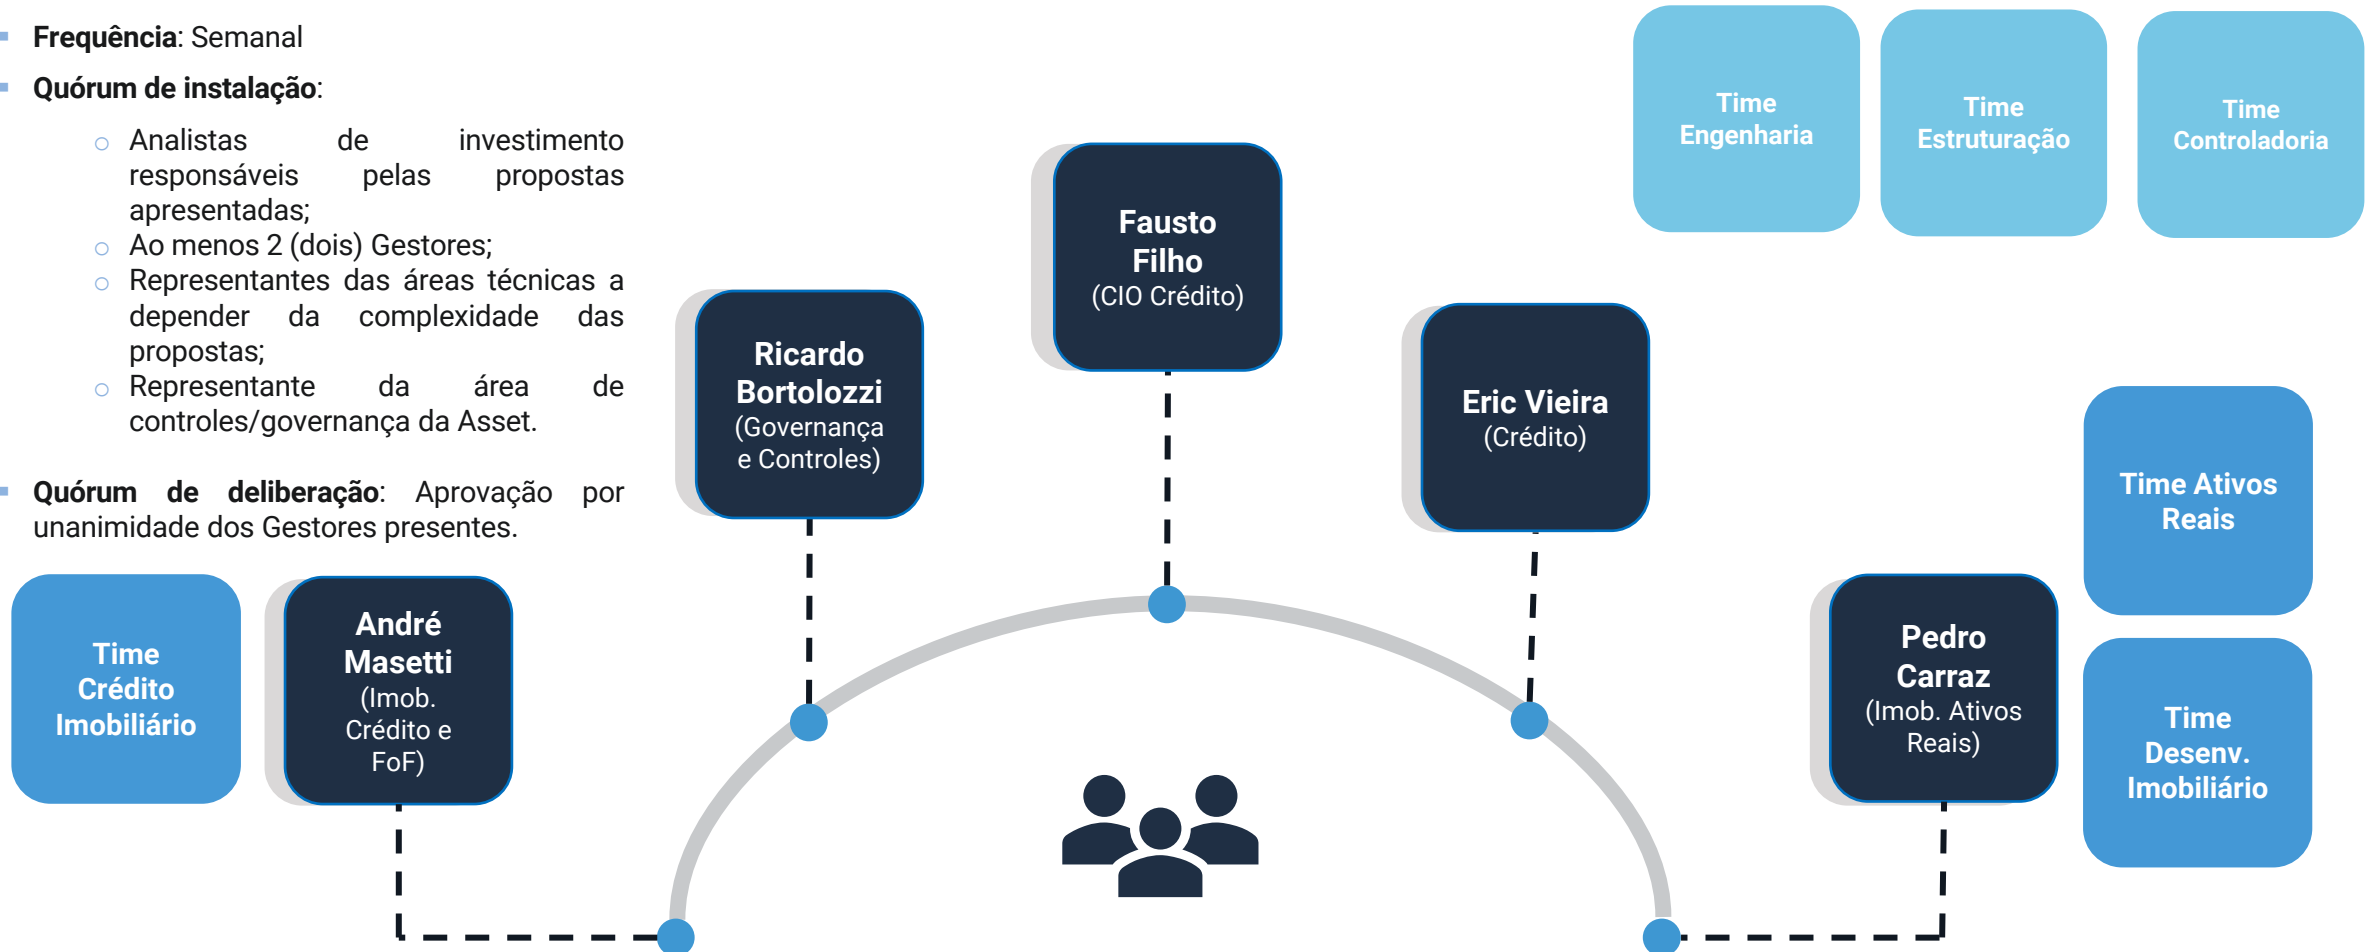 Frequência: Semanal
Quórum de instalação:
Analistas de investimento
responsáveis pelas propostas
apresentadas;
Ao menos 2 (dois) Gestores;
Representantes das áreas técnicas a
depender da complexidade das
propostas;
Representante da área de
controles/governança da Asset.
Quórum de deliberação: Aprovação por
unanimidade dos Gestores presentes.
Time
Crédito
Imobiliário
André
Masetti
(Imob.
Crédito e
FoF)
Ricardo
Bortolozzi
(Governança
e Controles)
Fausto
Filho
(CIO Crédito)
Eric Vieira
(Crédito)
Pedro
Carraz
(Imob. Ativos
Reais)
Time
Engenharia
Time
Estruturação
Time
Controladoria
Time Ativos
Reais
Time
Desenv.
Imobiliário